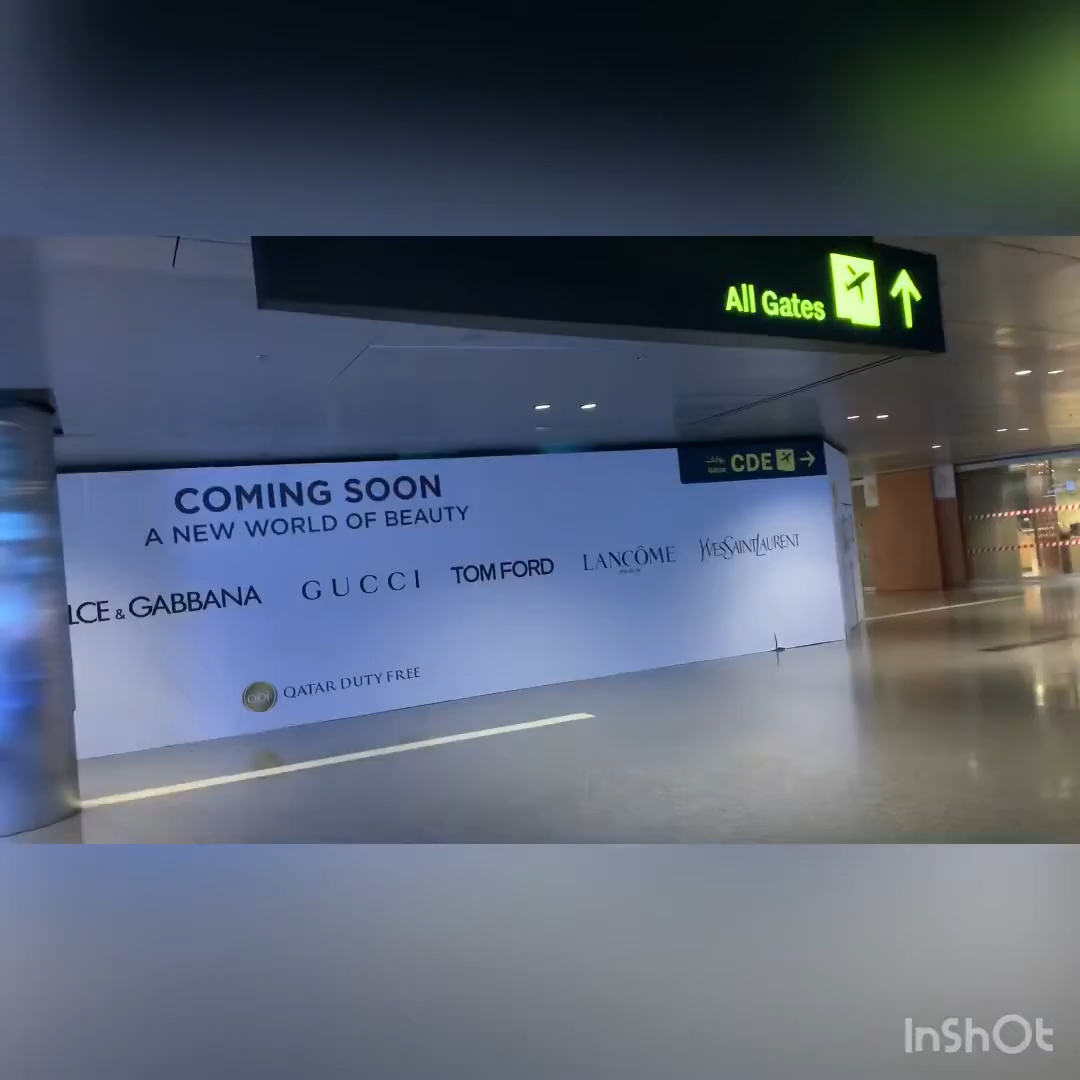 All Gates
CDE
Gates
COMING SOON
A NEW WORLD OF BEAUTY
LCE & GABBANA
GUCCI
TOM FORD
LANCÔME
YVESSAINTLAURENT
QATAR DUTY FREE
InShOt